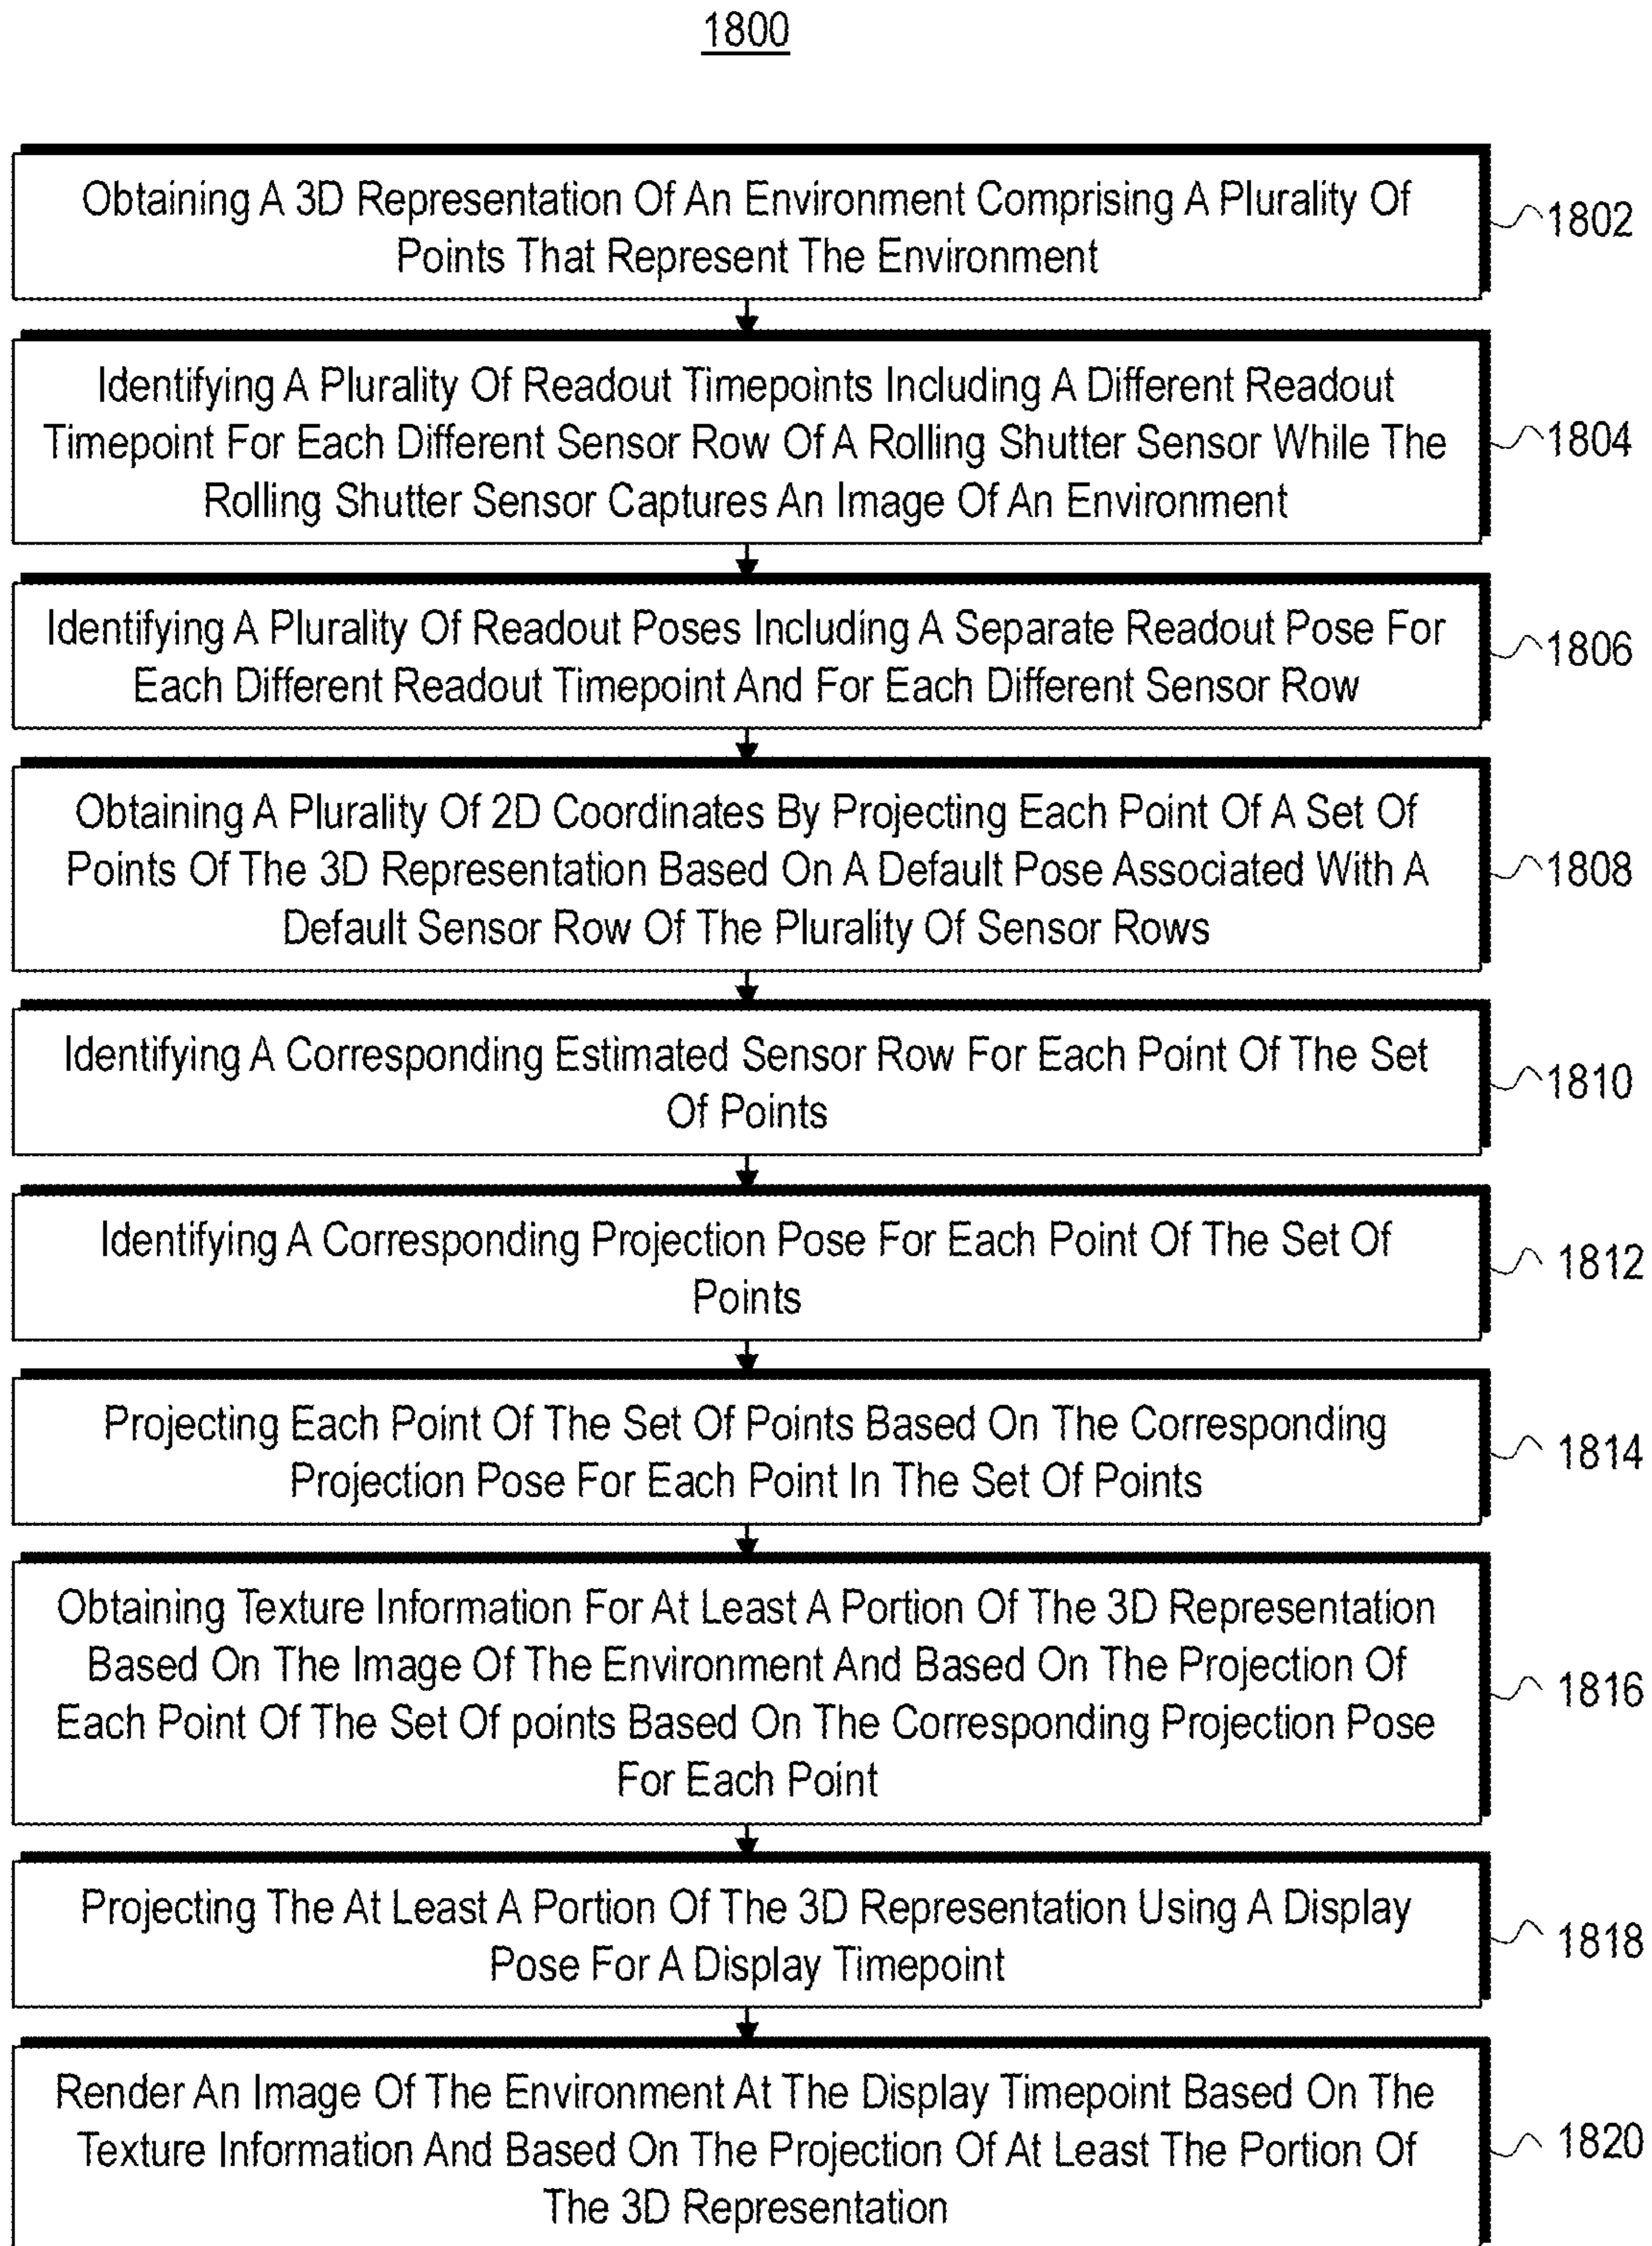 1800
Obtaining A 3D Representation Of An Environment Comprising A Plurality Of
Points That Represent The Environment
1802
Identifying A Plurality Of Readout Timepoints Including A Different Readout
Timepoint For Each Different Sensor Row Of A Rolling Shutter Sensor While The
Rolling Shutter Sensor Captures An Image Of An Environment
1804
Identifying A Plurality Of Readout Poses Including A Separate Readout Pose For
Each Different Readout Timepoint And For Each Different Sensor Row
1806
Obtaining A Plurality Of 2D Coordinates By Projecting Each Point Of A Set Of
Points Of The 3D Representation Based On A Default Pose Associated With A
Default Sensor Row Of The Plurality Of Sensor Rows
1808
Identifying A Corresponding Estimated Sensor Row For Each Point Of The Set
Of Points
1810
Identifying A Corresponding Projection Pose For Each Point Of The Set Of
Points
1812
Projecting Each Point Of The Set Of Points Based On The Corresponding
Projection Pose For Each Point In The Set Of Points
1814
Obtaining Texture Information For At Least A Portion Of The 3D Representation
Based On The Image Of The Environment And Based On The Projection Of
Each Point Of The Set Of points Based On The Corresponding Projection Pose
For Each Point
1816
Projecting The At Least A Portion Of The 3D Representation Using A Display
Pose For A Display Timepoint
1818
Render An Image Of The Environment At The Display Timepoint Based On The
Texture Information And Based On The Projection Of At Least The Portion Of
The 3D Representation
1820